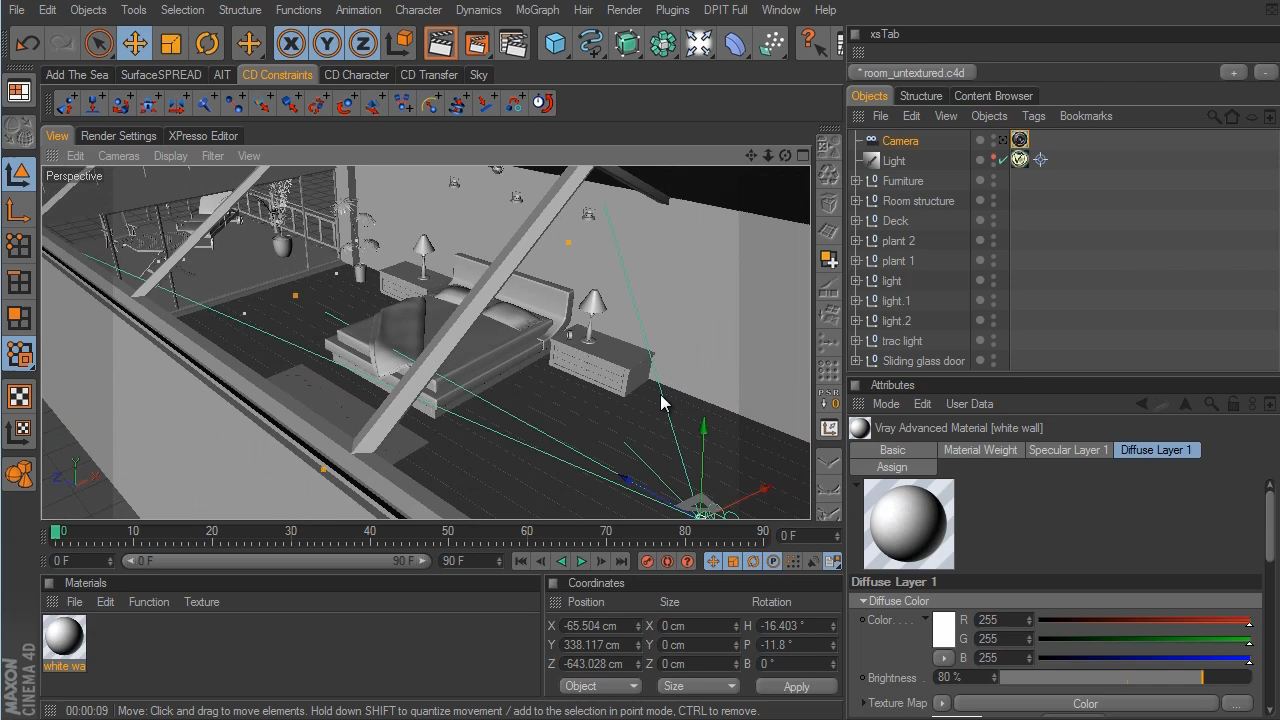 File Edit Objects Tools Selection Structure Functions Animation Character Dynamics MoGraph Hair Render Plugins DPIT Full Window Help
xsTab
* room_untextured.c4d + -
Add The Sea SurfaceSPREAD AIT CD Constraints CD Character CD Transfer Sky
Objects Structure Content Browser
File Edit View Objects Tags Bookmarks
View Render Settings XPresso Editor
Edit Cameras Display Filter View
Perspective
Camera
Light
Furniture
Room structure
Deck
plant 2
plant 1
light
light.1
light.2
trac light
Sliding glass door
P S R
0
Attributes
Mode Edit User Data
Vray Advanced Material [white wall]
Basic Material Weight Specular Layer 1 Diffuse Layer 1
Assign
Diffuse Layer 1
Diffuse Color
Color. . . . R 255
G 255
B 255
Brightness . 80 %
Texture Map Color ...
X Y Z
Y X Z
0 10 20 30 40 50 60 70 80 90 0 F
0 F 0 F 90 F 90 F
Materials
File Edit Function Texture
white wa
Coordinates
Position Size Rotation
X -65.504 cm X 0 cm H -16.403 °
Y 338.117 cm Y 0 cm P -11.8 °
Z -643.028 cm Z 0 cm B 0 °
Object Size Apply
MAXON CINEMA 4D
00:00:09 Move: Click and drag to move elements. Hold down SHIFT to quantize movement / add to the selection in point mode, CTRL to remove.